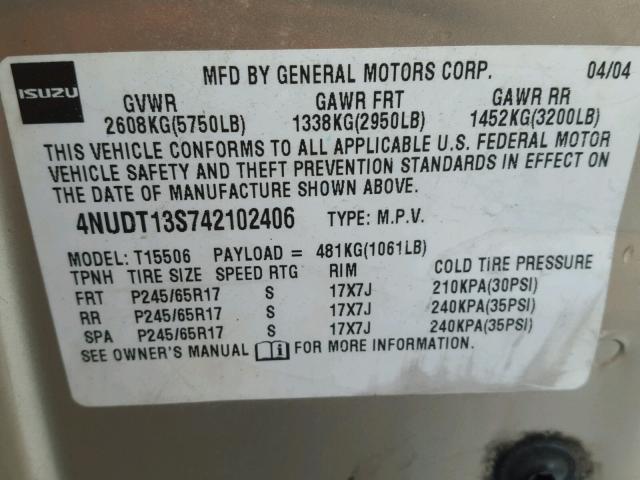 ISUZU
MFD BY GENERAL MOTORS CORP. 04/04
GVWR GAWR FRT GAWR RR
2608KG(5750LB) 1338KG(2950LB) 1452KG(3200LB)
THIS VEHICLE CONFORMS TO ALL APPLICABLE U.S. FEDERAL MOTOR
VEHICLE SAFETY AND THEFT PREVENTION STANDARDS IN EFFECT ON
THE DATE OF MANUFACTURE SHOWN ABOVE.
4NUDT13S742102406 TYPE: M.P.V.
MODEL: T15506 PAYLOAD = 481KG(1061LB)
TPNH TIRE SIZE SPEED RTG RIM COLD TIRE PRESSURE
FRT P245/65R17 S 17X7J 210KPA(30PSI)
RR P245/65R17 S 17X7J 240KPA(35PSI)
SPA P245/65R17 S 17X7J 240KPA(35PSI)
SEE OWNER'S MANUAL i FOR MORE INFORMATION.